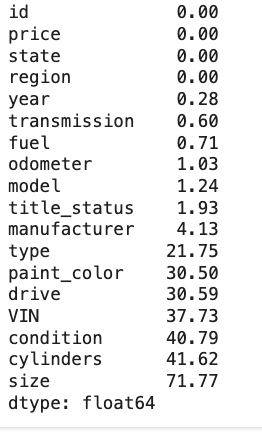 id 0.00
price 0.00
state 0.00
region 0.00
year 0.28
transmission 0.60
fuel 0.71
odometer 1.03
model 1.24
title_status 1.93
manufacturer 4.13
type 21.75
paint_color 30.50
drive 30.59
VIN 37.73
condition 40.79
cylinders 41.62
size 71.77
dtype: float64